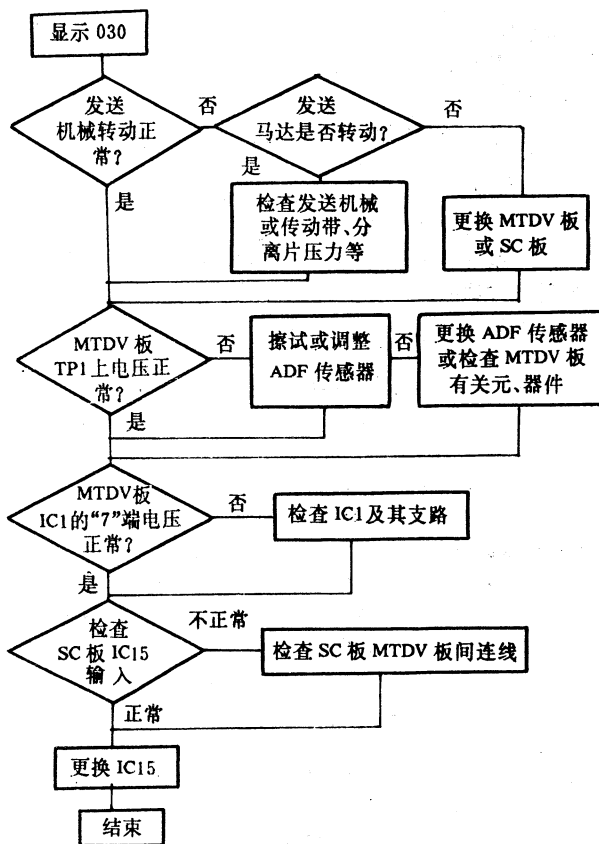 显示 030
发送
机械转动正
常?
否
发送
马达是否转动?
否
是
是
检查发送机械
或传动带、分
离片压力等
更换 MTDV 板
或 SC 板
MTDV 板
TP1 上电压正
常?
否
擦试或调整
ADF 传感器
否
更换 ADF 传感器
或检查 MTDV 板
有关元、器件
是
MTDV板
IC1的“7”端电压
正常?
否
检查 IC1 及其支路
是
检查
SC 板 IC15
输 入
不正常
检查 SC 板 MTDV 板间连线
正常
更换 IC15
结束